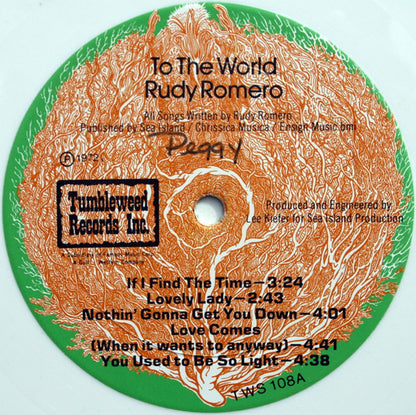 To The World
Rudy Romero
All Songs Written by Rudy Romero
Published by Sea Island / Chrissica Musica / Ensign Music. bmi
Peggy
Ⓟ 1972
Tumbleweed
Records Inc.
Produced and Engineered by
Lee Kiefer for Sea Island Production
If I Find The Time—3:24
Lovely Lady—2:43
Nothin' Gonna Get You Down—4:01
Love Comes
(When it wants to anyway)—4:41
You Used to Be So Light—4:38
TWS 108A